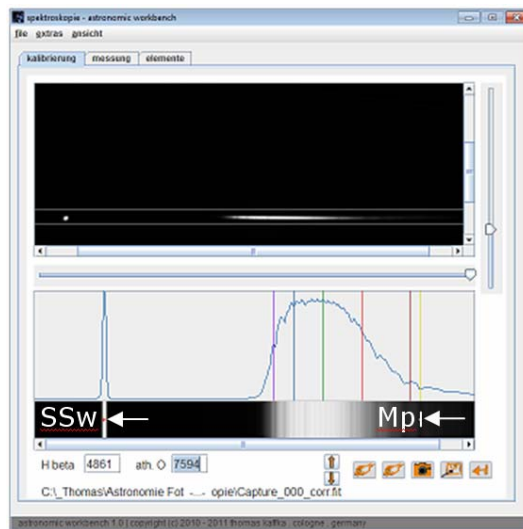 spektroskopie - astronomic workbench
file extras ansicht
kalibrierung messung elemente
SSw Mpi
H beta 4861 ath. O 7594
C:\_Thomas\Astronomie Fot opie\Capture_000_corr.fit
astronomic workbench 1.0 | copyright (c) 2010 - 2011 thomas kaffka . cologne . germany